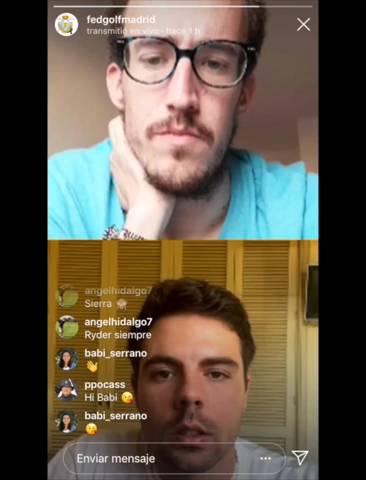 fedgolfmadrid
transmitió en vivo · hace 1 h
angelhidalgo7
Sierra 🙈
angelhidalgo7
Ryder siempre
babi_serrano
👋
ppocass
Hi Babi 😘
babi_serrano
😘
Enviar mensaje